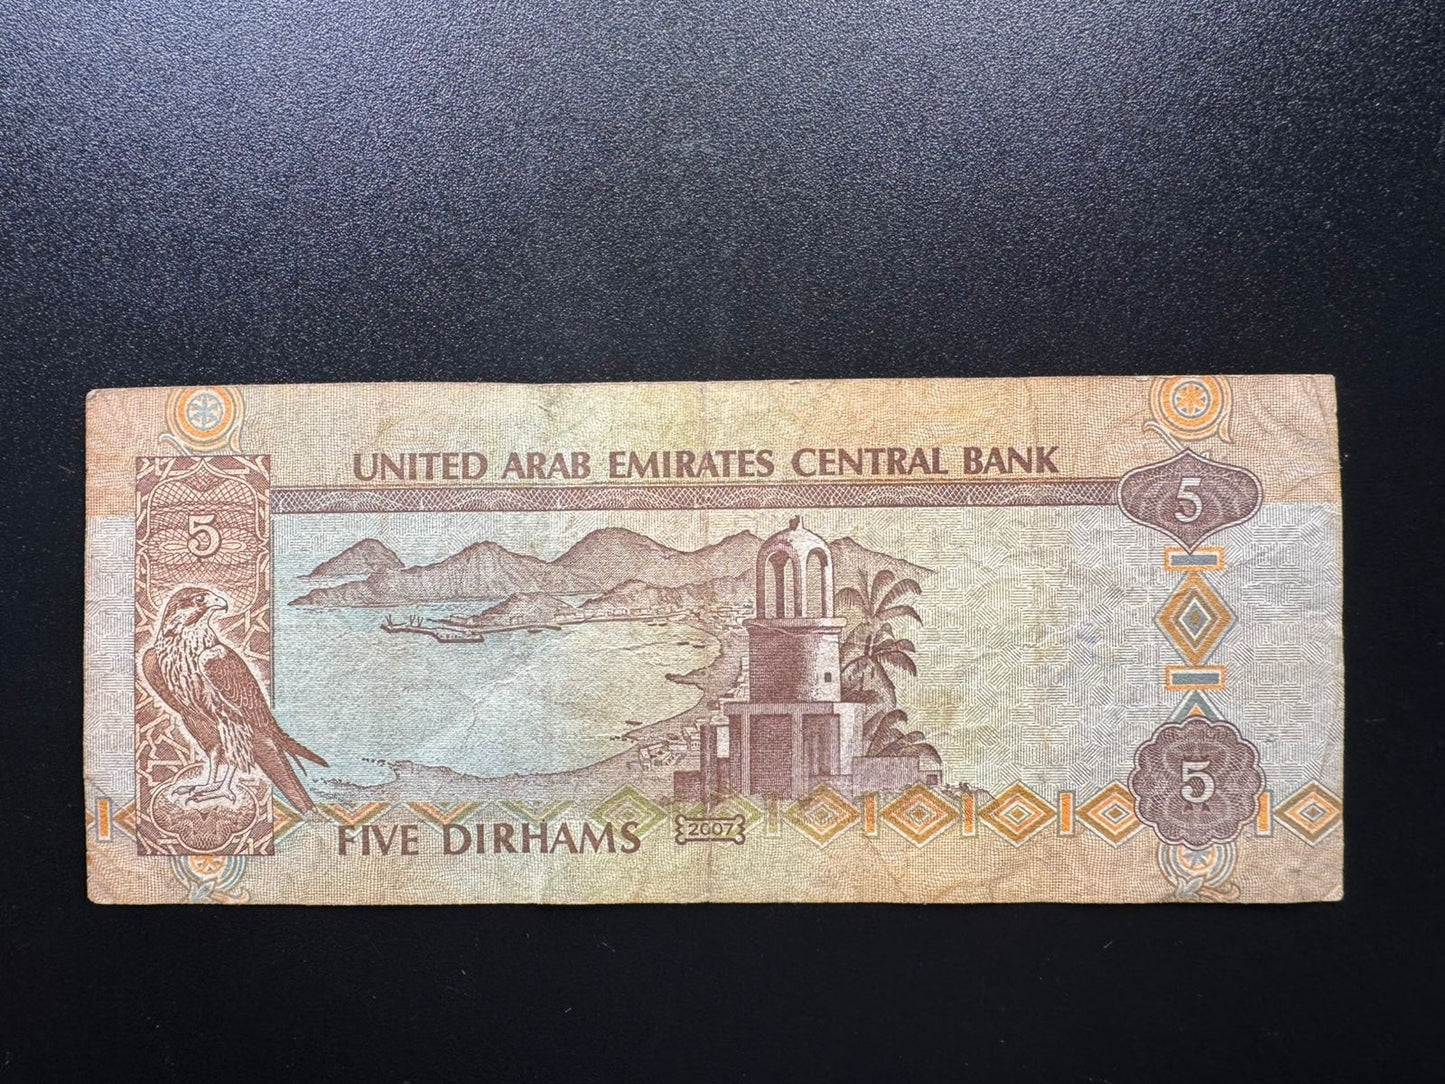 UNITED ARAB EMIRATES CENTRAL BANK
5
5
5
FIVE DIRHAMS
2007